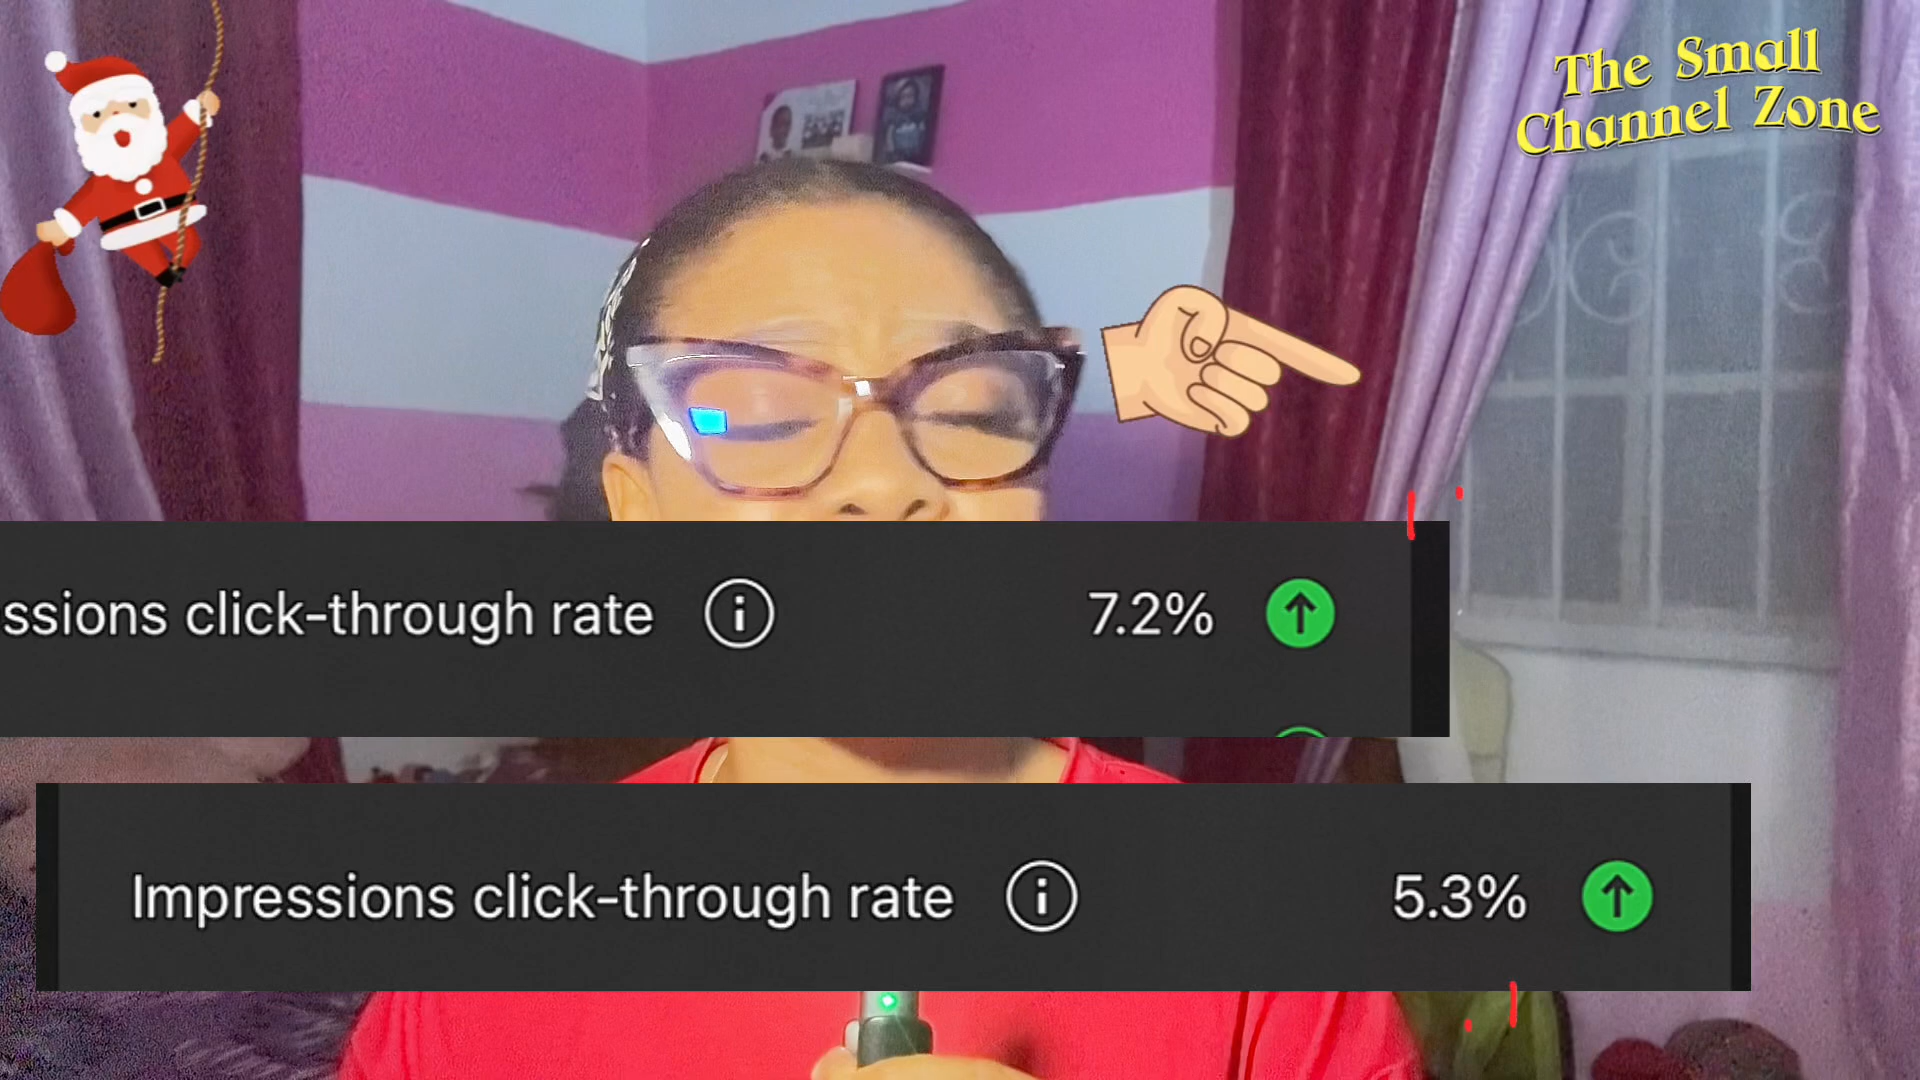 The Small
Channel Zone
ssions click-through rate 7.2%
Impressions click-through rate 5.3%